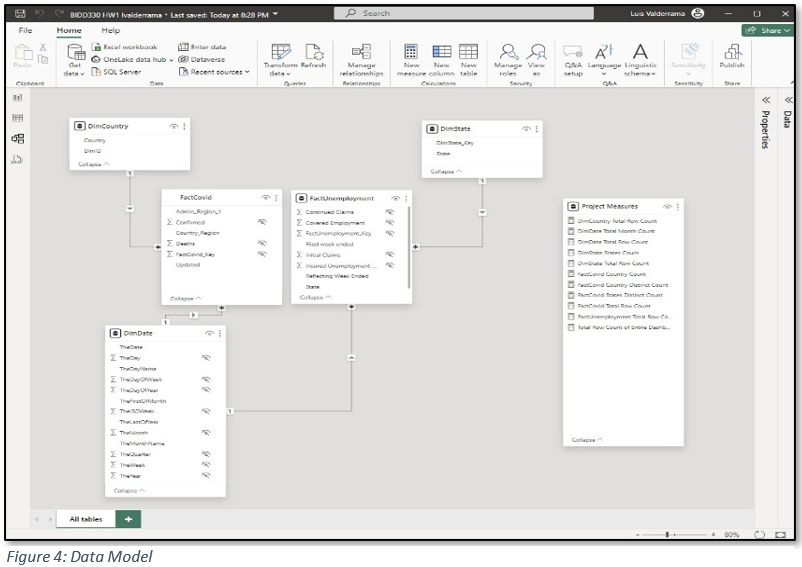 BIDD330 HW1 lvalderrama • Last saved: Today at 8:28 PM
Search
Luis Valderrama
File
Home
Help
Share
Paste
Get data
Excel workbook
OneLake data hub
SQL Server
Enter data
Dataverse
Recent sources
Transform data
Refresh
Manage relationships
New measure
New column
New table
Manage roles
View as
Q&A setup
Language
Linguistic schema
Sensitivity
Publish
Clipboard
Data
Queries
Relationships
Calculations
Security
Q&A
Sensitivity
Share
Properties
Data
DimCountry
Country
DimID
Collapse
DimState
DimState_Key
State
Collapse
FactCovid
Admin_Region_1
Confirmed
Country_Region
Deaths
FactCovid_Key
Updated
Collapse
FactUnemployment
Continued Claims
Covered Employment
FactUnemployment_Key
Filed week ended
Initial Claims
Insured Unemployment ...
Reflecting Week Ended
State
Collapse
Project Measures
DimCountry Total Row Count
DimDate Total Month Count
DimDate Total Row Count
DimState States Count
DimState Total Row Count
FactCovid Country Count
FactCovid Country Distinct Count
FactCovid States Distinct Count
FactCovid Total Row Count
FactUnemployment Total Row Co...
Total Row Count of Entire Dashb...
Collapse
DimDate
TheDate
TheDay
TheDayName
TheDayOfWeek
TheDayOfYear
TheFirstOfMonth
TheISOWeek
TheLastOfYear
TheMonth
TheMonthName
TheQuarter
TheWeek
TheYear
Collapse
1
*
1
*
1
*
1
*
All tables
+
- + 80%
Figure 4: Data Model